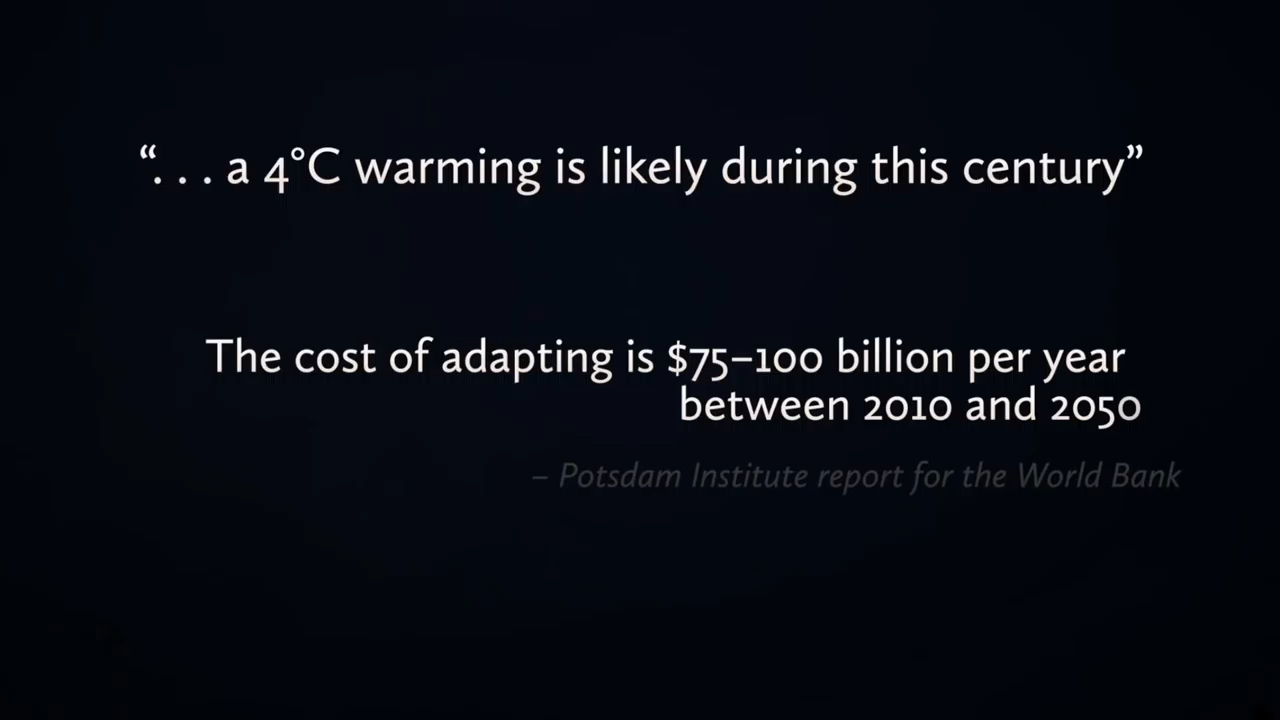 “. . . a 4°C warming is likely during this century”
The cost of adapting is $75–100 billion per year
between 2010 and 2050
– Potsdam Institute report for the World Bank